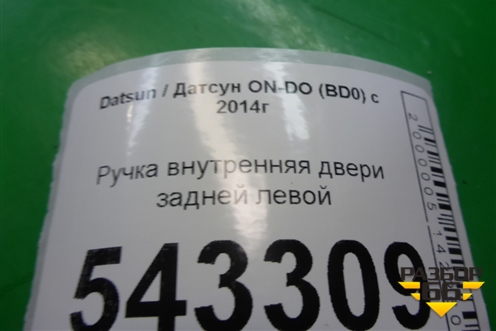 Datsun / Датсун ON-DO (BD0) с
2014г
Ручка внутренняя двери
задней левой
543309
РАЗБОР